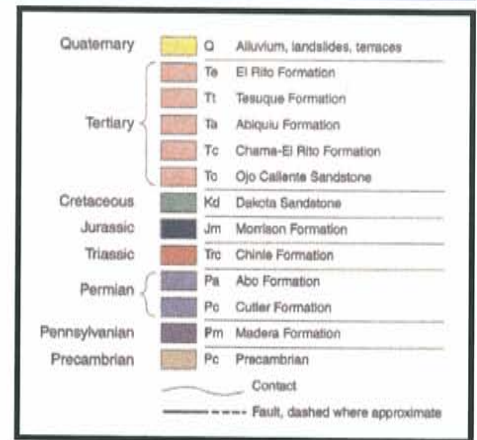 Quaternary Q Alluvium, landslides, terraces
Te El Rito Formation
Tt Tesuque Formation
Tertiary Ta Abiquiu Formation
Tc Chama-El Rito Formation
To Ojo Caliente Sandstone
Cretaceous Kd Dakota Sandstone
Jurassic Jm Morrison Formation
Triassic Trc Chinle Formation
Permian Pa Abo Formation
Pc Cutler Formation
Pennsylvanian Pm Madera Formation
Precambrian Pc Precambrian
Contact
Fault, dashed where approximate